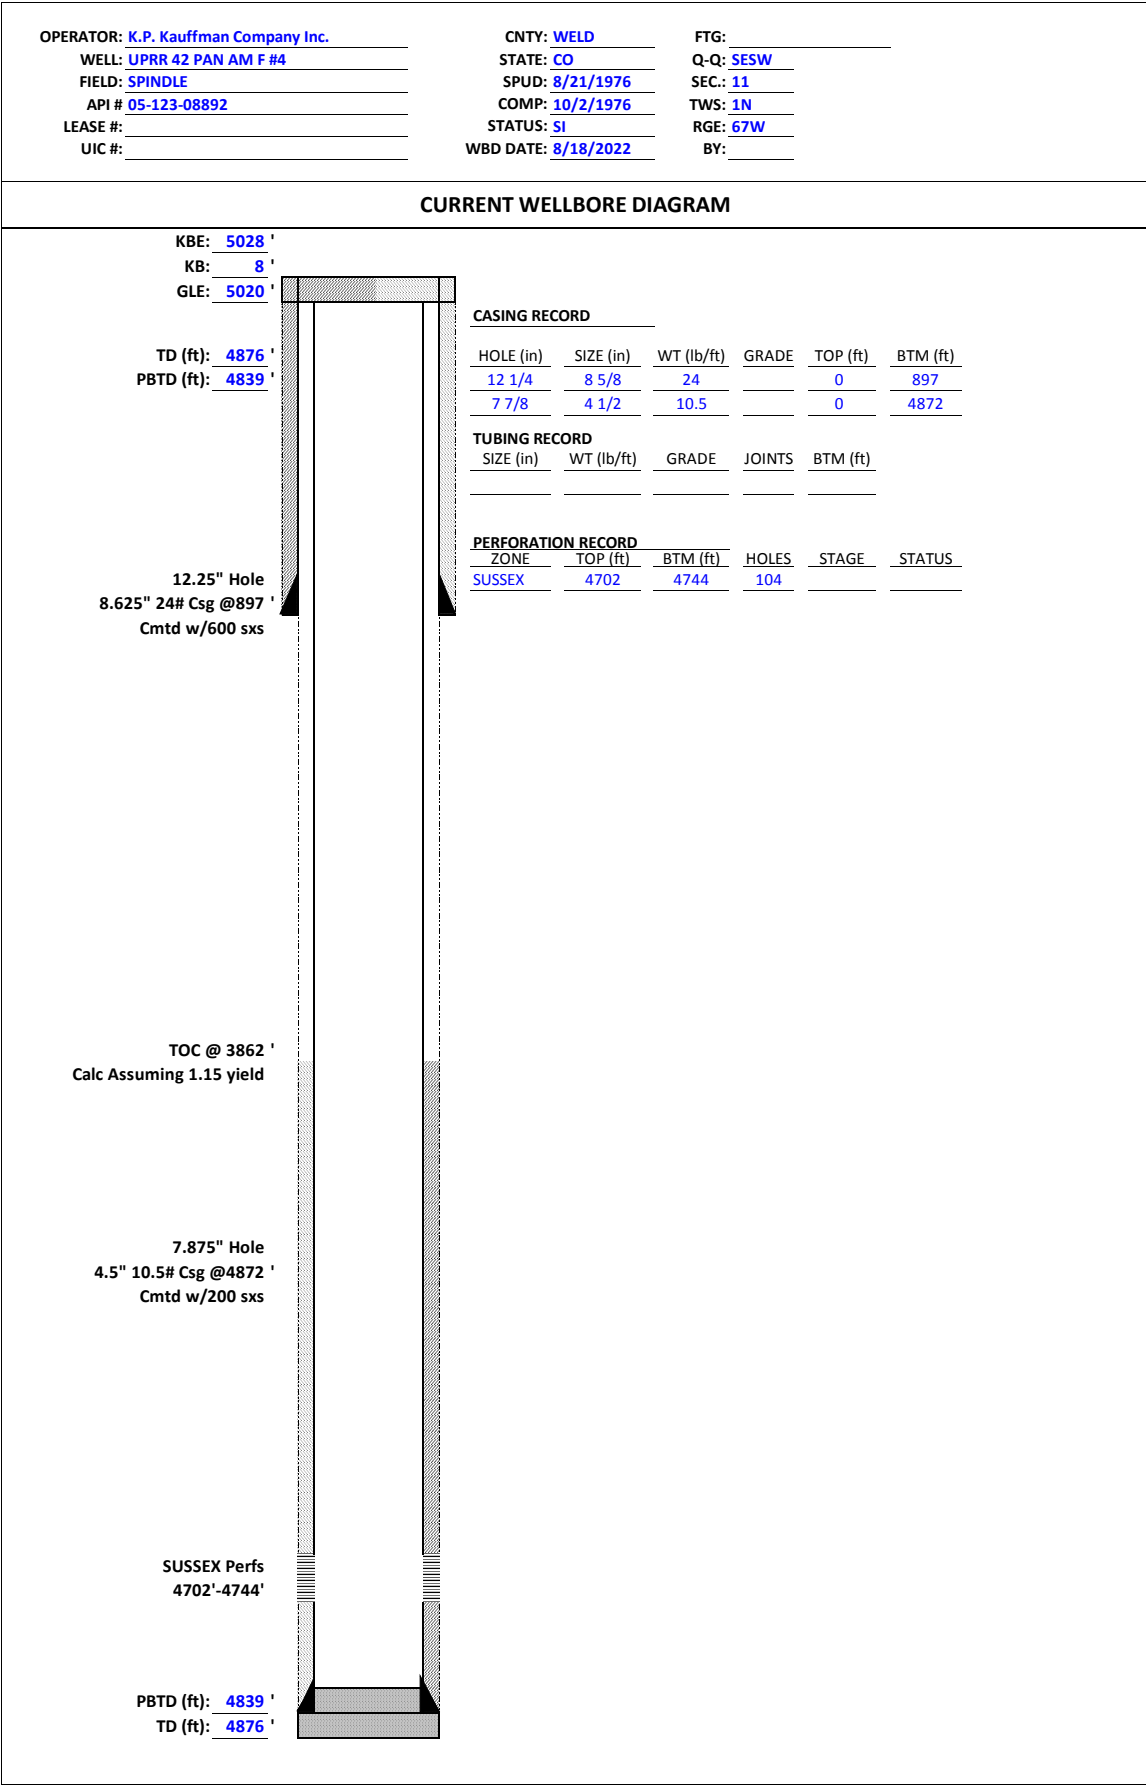 OPERATOR: K.P. Kauffman Company Inc. CNTY: WELD FTG:
WELL: UPRR 42 PAN AM F #4 STATE: CO Q-Q: SESW
FIELD: SPINDLE SPUD: 8/21/1976 SEC.: 11
API # 05-123-08892 COMP: 10/2/1976 TWS: 1N
LEASE #: STATUS: SI RGE: 67W
UIC #: WBD DATE: 8/18/2022 BY:
CURRENT WELLBORE DIAGRAM
KBE: 5028 '
KB: 8 '
GLE: 5020 '
CASING RECORD
TD (ft): 4876 ' HOLE (in) SIZE (in) WT (lb/ft) GRADE TOP (ft) BTM (ft)
PBTD (ft): 4839 ' 12 1/4 8 5/8 24 0 897
7 7/8 4 1/2 10.5 0 4872
TUBING RECORD
SIZE (in) WT (lb/ft) GRADE JOINTS BTM (ft)
PERFORATION RECORD
ZONE TOP (ft) BTM (ft) HOLES STAGE STATUS
12.25" Hole SUSSEX 4702 4744 104
8.625" 24# Csg @897 '
Cmtd w/600 sxs
TOC @ 3862 '
Calc Assuming 1.15 yield
7.875" Hole
4.5" 10.5# Csg @4872 '
Cmtd w/200 sxs
SUSSEX Perfs
4702'-4744'
PBTD (ft): 4839 '
TD (ft): 4876 '